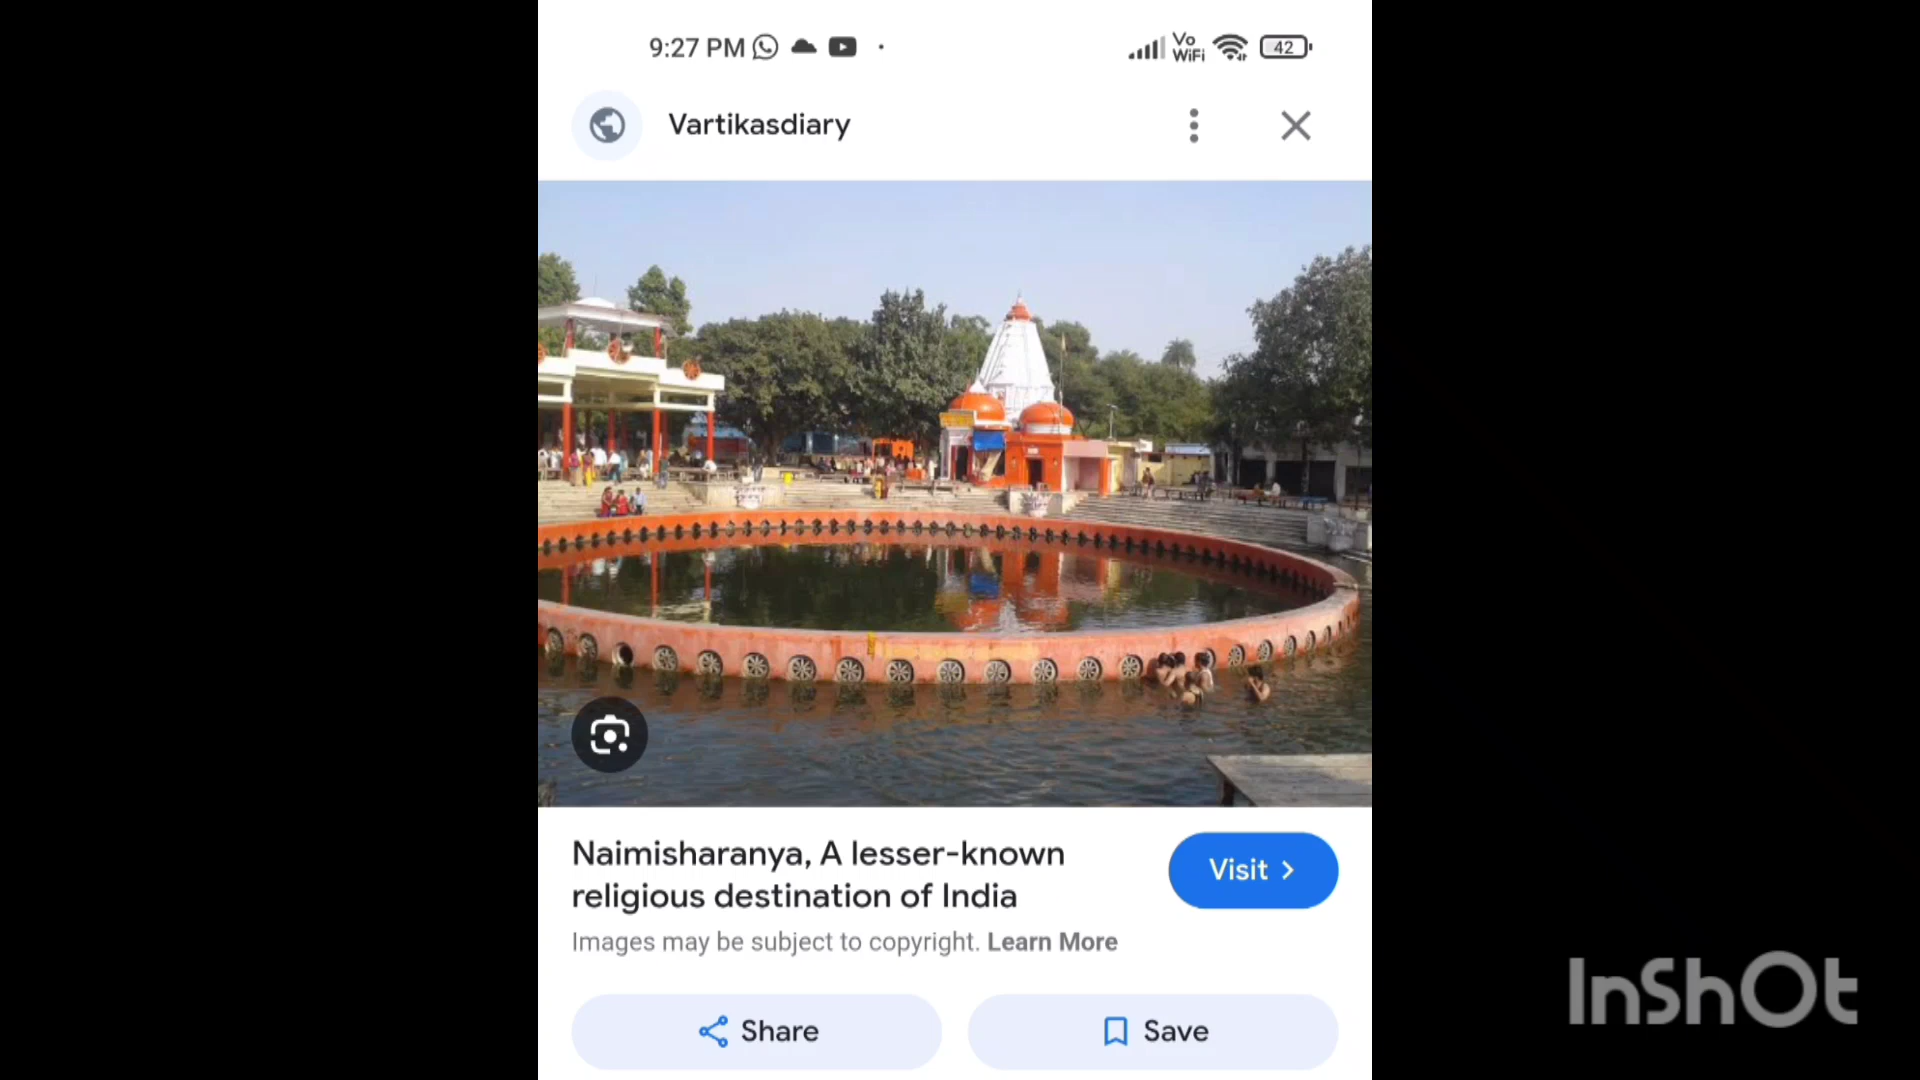 9:27 PM
Vo
WiFi
42
Vartikasdiary
Naimisharanya, A lesser-known
religious destination of India
Visit
Images may be subject to copyright. Learn More
Share
Save
InShOt